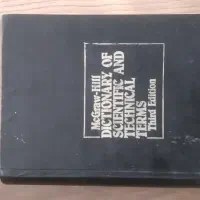 McGraw-Hill
DICTIONARY OF
SCIENTIFIC AND
TECHNICAL
TERMS
Third Edition